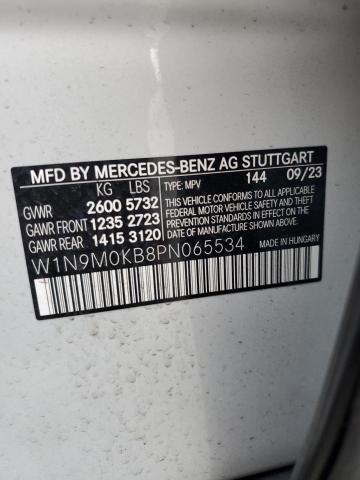 MFD BY MERCEDES-BENZ AG STUTTGART
KG LBS TYPE: MPV 144 09/23
GVWR 2600 5732
GAWR FRONT 1235 2723
GAWR REAR 1415 3120
THIS VEHICLE CONFORMS TO ALL APPLICABLE
FEDERAL MOTOR VEHICLE SAFETY
AND THEFT PREVENTION STANDARDS
IN EFFECT ON THE DATE OF
MANUFACTURE SHOWN ABOVE.
W1N9M0KB8PN065534 MADE IN HUNGARY